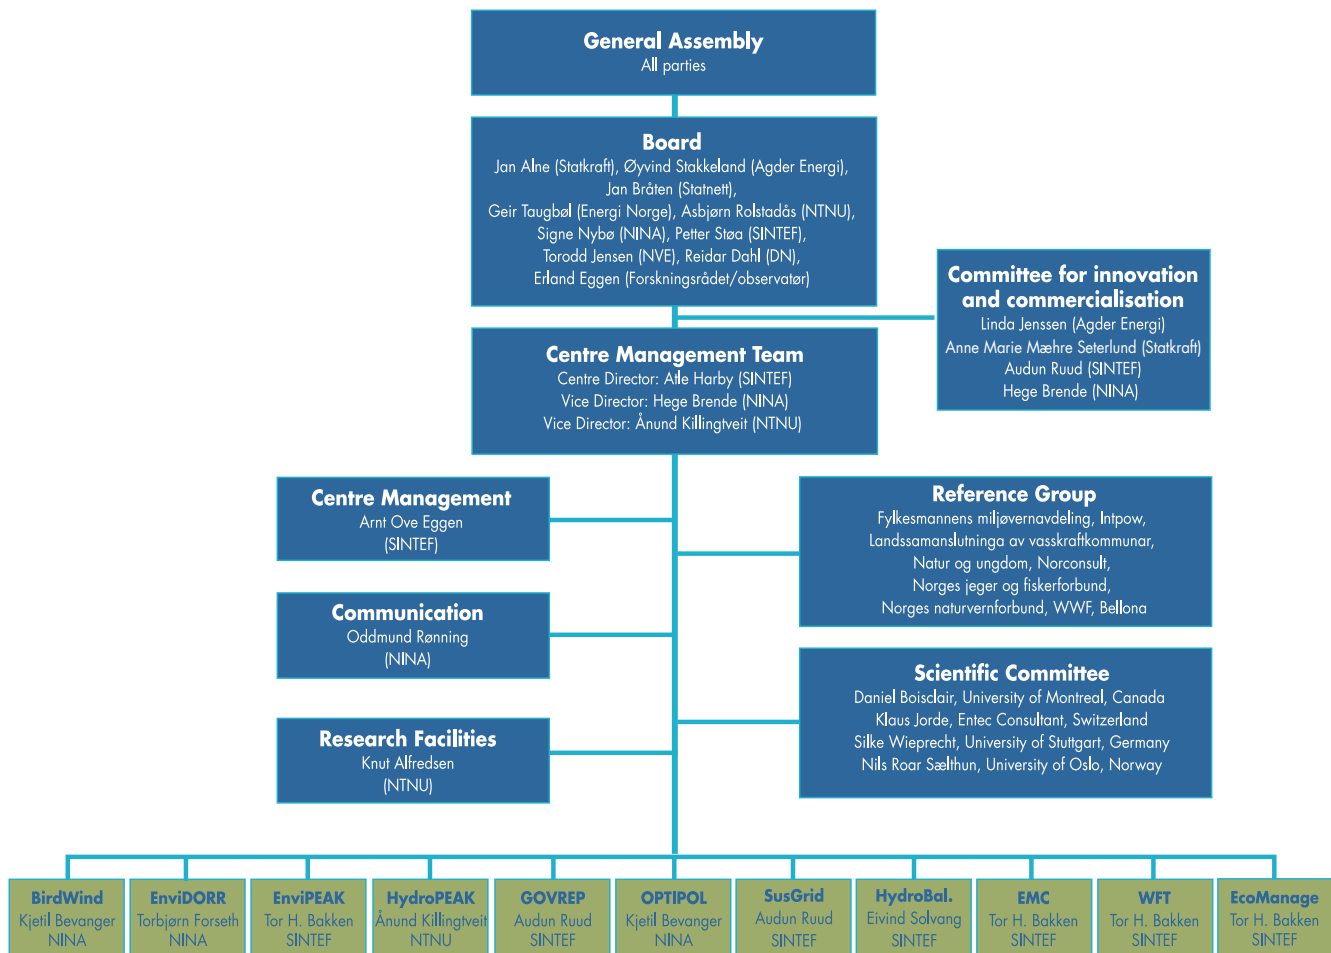 General Assembly
All parties
Board
Jan Alne (Statkraft), Øyvind Stakkeland (Agder Energi),
Jan Bråten (Statnett),
Geir Taugbøl (Energi Norge), Asbjørn Rolstadås (NTNU),
Signe Nybø (NINA), Petter Støa (SINTEF),
Torodd Jensen (NVE), Reidar Dahl (DN),
Erland Eggen (Forskningsrådet/observatør)
Committee for innovation
and commercialisation
Linda Jenssen (Agder Energi)
Anne Marie Mæhre Seterlund (Statkraft)
Audun Ruud (SINTEF)
Hege Brende (NINA)
Centre Management Team
Centre Director: Atle Harby (SINTEF)
Vice Director: Hege Brende (NINA)
Vice Director: Ånund Killingtveit (NTNU)
Centre Management
Arnt Ove Eggen
(SINTEF)
Reference Group
Fylkesmannens miljøvernavdeling, Intpow,
Landssamanslutninga av vasskraftkommunar,
Natur og ungdom, Norconsult,
Norges jeger og fiskerforbund,
Norges naturvernforbund, WWF, Bellona
Communication
Oddmund Rønning
(NINA)
Scientific Committee
Daniel Boisclair, University of Montreal, Canada
Klaus Jorde, Entec Consultant, Switzerland
Silke Wieprecht, University of Stuttgart, Germany
Nils Roar Sælthun, University of Oslo, Norway
Research Facilities
Knut Alfredsen
(NTNU)
BirdWind
Kjetil Bevanger
NINA
EnviDORR
Torbjørn Forseth
NINA
EnviPEAK
Tor H. Bakken
SINTEF
HydroPEAK
Ånund Killingtveit
NTNU
GOVREP
Audun Ruud
SINTEF
OPTIPOL
Kjetil Bevanger
NINA
SusGrid
Audun Ruud
SINTEF
HydroBal.
Eivind Solvang
SINTEF
EMC
Tor H. Bakken
SINTEF
WFT
Tor H. Bakken
SINTEF
EcoManage
Tor H. Bakken
SINTEF